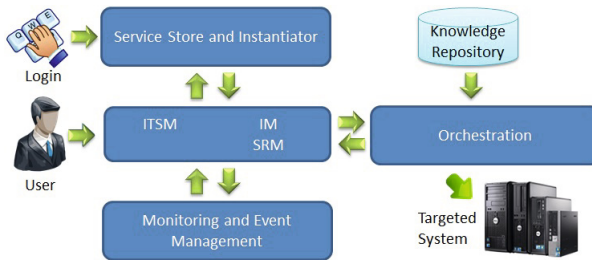 Q W E
Service Store and Instantiator
Login
Knowledge
Repository
ITSM
IM
SRM
Orchestration
User
Monitoring and Event
Management
Targeted
System